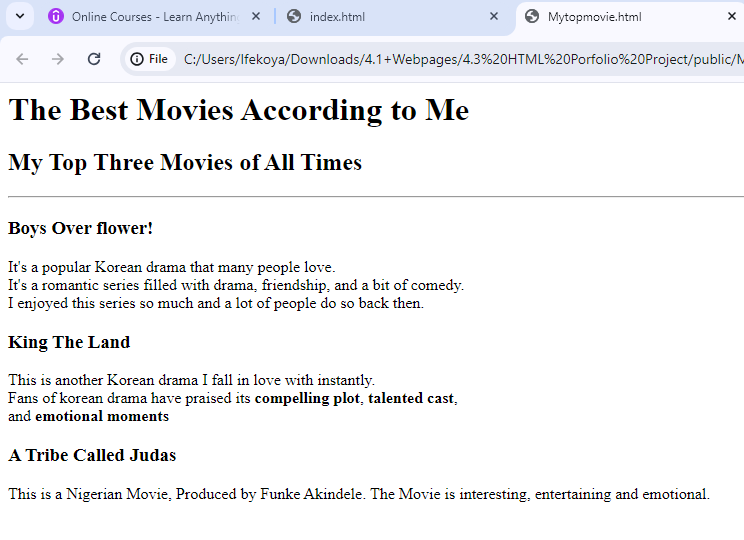 Online Courses - Learn Anything
index.html
Mytopmovie.html
File C:/Users/Ifekoya/Downloads/4.1+Webpages/4.3%20HTML%20Porfolio%20Project/public/M
The Best Movies According to Me
My Top Three Movies of All Times
Boys Over flower!
It's a popular Korean drama that many people love.
It's a romantic series filled with drama, friendship, and a bit of comedy.
I enjoyed this series so much and a lot of people do so back then.
King The Land
This is another Korean drama I fall in love with instantly.
Fans of korean drama have praised its compelling plot, talented cast,
and emotional moments
A Tribe Called Judas
This is a Nigerian Movie, Produced by Funke Akindele. The Movie is interesting, entertaining and emotional.